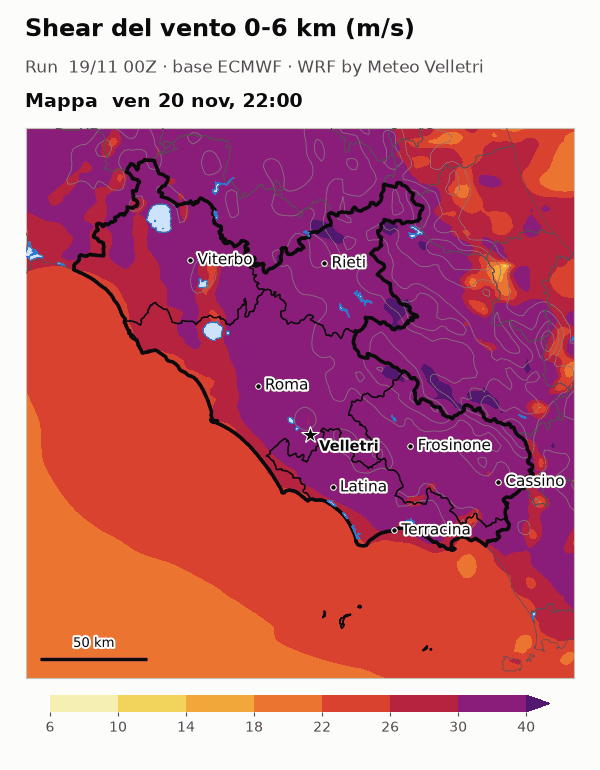 Shear del vento 0-6 km (m/s)
Run  19/11 00Z · base ECMWF · WRF by Meteo Velletri
Mappa  ven 20 nov, 22:00
Viterbo
Rieti
Roma
Velletri
Frosinone
Cassino
Latina
Terracina
50 km
6 10 14 18 22 26 30 40